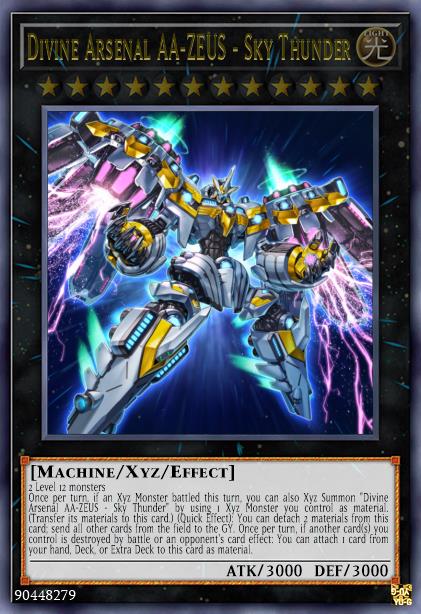 Divine Arsenal AA-ZEUS - Sky Thunder
LIGHT
光
[Machine/Xyz/Effect]
2 Level 12 monsters
Once per turn, if an Xyz Monster battled this turn, you can also Xyz Summon "Divine
Arsenal AA-ZEUS - Sky Thunder" by using 1 Xyz Monster you control as material.
(Transfer its materials to this card.) (Quick Effect): You can detach 2 materials from this
card; send all other cards from the field to the GY. Once per turn, if another card(s) you
control is destroyed by battle or an opponent's card effect: You can attach 1 card from
your hand, Deck, or Extra Deck to this card as material.
ATK/3000 DEF/3000
90448279